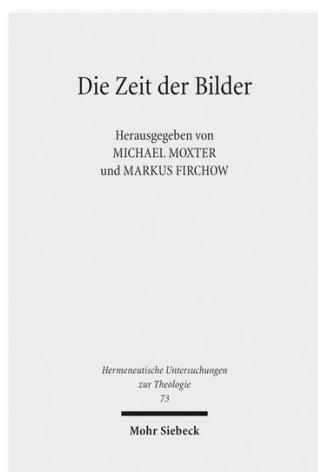 Die Zeit der Bilder
Herausgegeben von
MICHAEL MOXTER
und MARKUS FIRCHOW
Hermeneutische Untersuchungen
zur Theologie
73
Mohr Siebeck